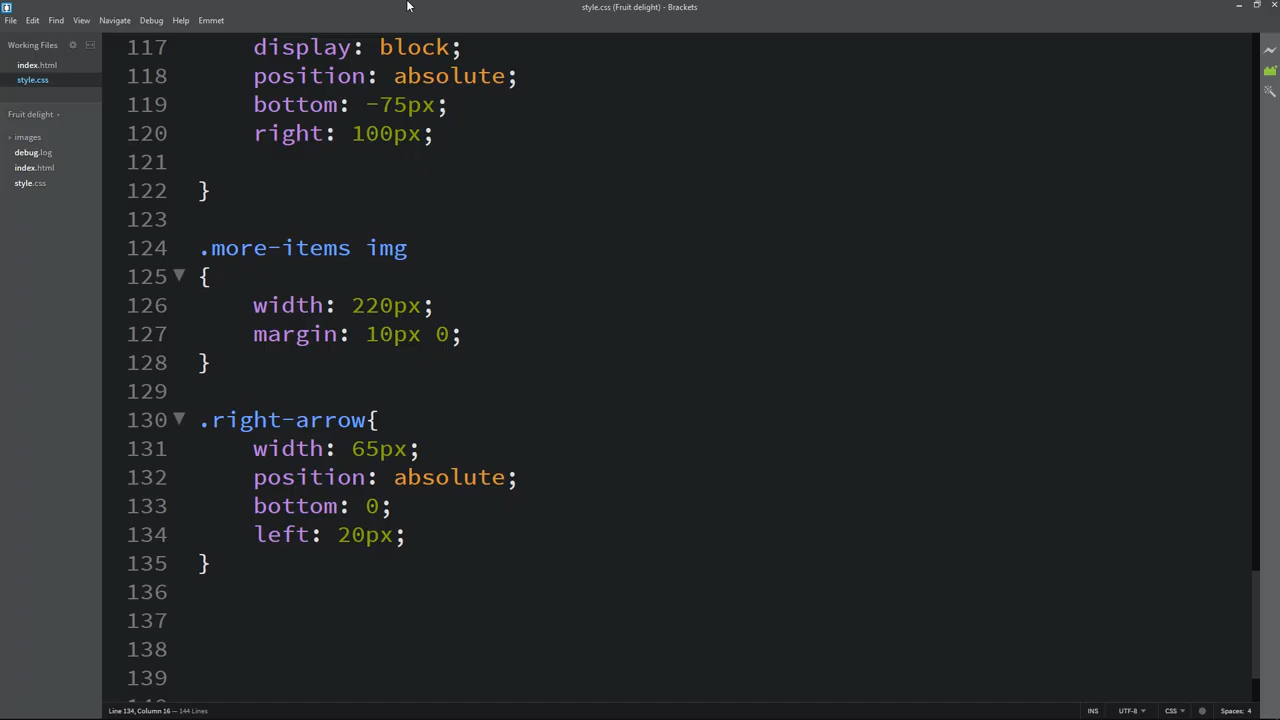 style.css (Fruit delight) - Brackets
File Edit Find View Navigate Debug Help Emmet
Working Files
index.html
style.css
Fruit delight
images
debug.log
index.html
style.css
117 display: block;
118 position: absolute;
119 bottom: -75px;
120 right: 100px;
121
122 }
123
124 .more-items img
125 {
126 width: 220px;
127 margin: 10px 0;
128 }
129
130 .right-arrow{
131 width: 65px;
132 position: absolute;
133 bottom: 0;
134 left: 20px;
135 }
136
137
138
139
Line 134, Column 16 — 144 Lines
INS UTF-8 CSS Spaces: 4